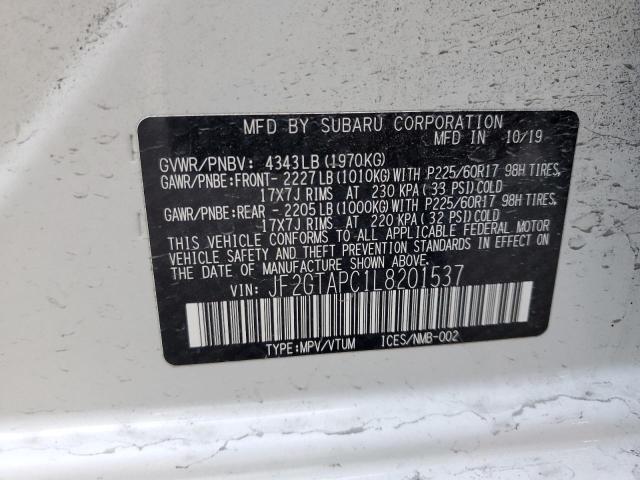 MFD BY SUBARU CORPORATION
MFD IN 10/19
GVWR/PNBV: 4343LB (1970KG)
GAWR/PNBE:FRONT- 2227LB (1010KG)WITH P225/60R17 98H TIRES,
17X7J RIMS AT 230 KPA (33 PSI)COLD
GAWR/PNBE:REAR - 2205LB (1000KG)WITH P225/60R17 98H TIRES,
17X7J RIMS AT 220 KPA (32 PSI)COLD
THIS VEHICLE CONFORMS TO ALL APPLICABLE FEDERAL MOTOR
VEHICLE SAFETY AND THEFT PREVENTION STANDARDS IN EFFECT
ON THE DATE OF MANUFACTURE SHOWN ABOVE.
VIN: JF2GTAPC1L8201537
TYPE:MPV/VTUM ICES/NMB-002